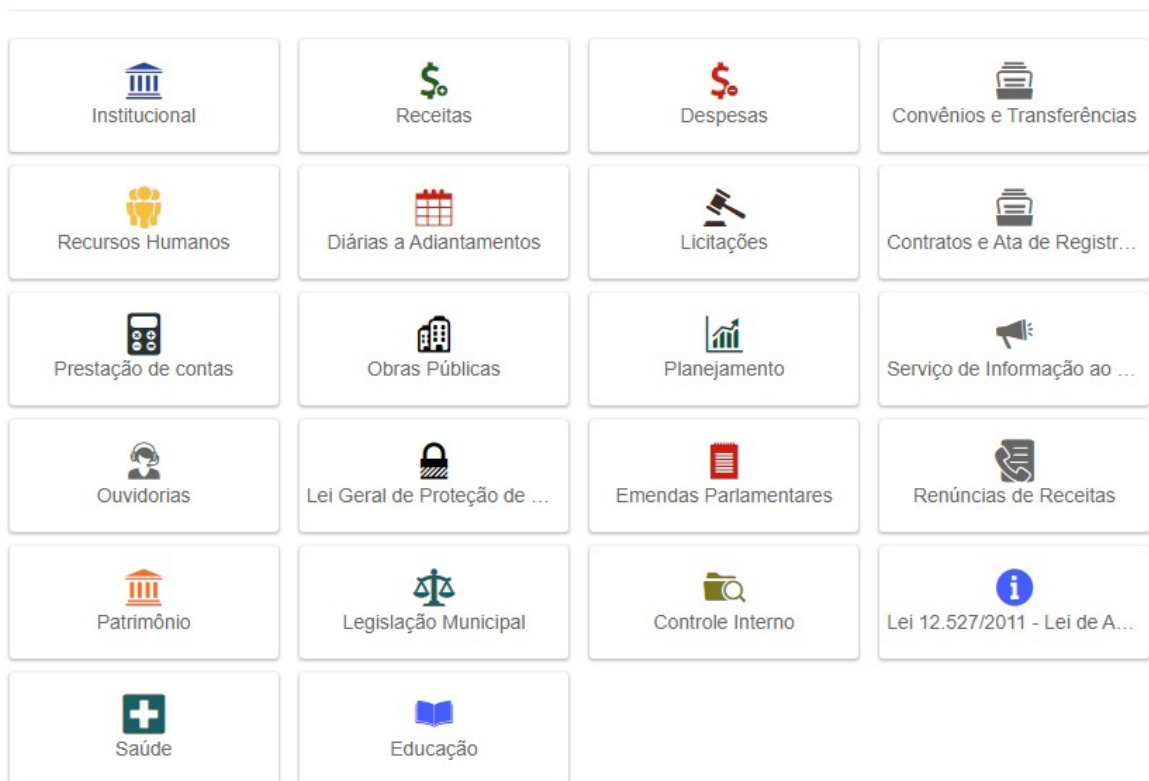 Institucional
Receitas
Despesas
Convênios e Transferências
Recursos Humanos
Diárias a Adiantamentos
Licitações
Contratos e Ata de Registr...
Prestação de contas
Obras Públicas
Planejamento
Serviço de Informação ao ...
Ouvidorias
Lei Geral de Proteção de ...
Emendas Parlamentares
Renúncias de Receitas
Patrimônio
Legislação Municipal
Controle Interno
Lei 12.527/2011 - Lei de A...
Saúde
Educação